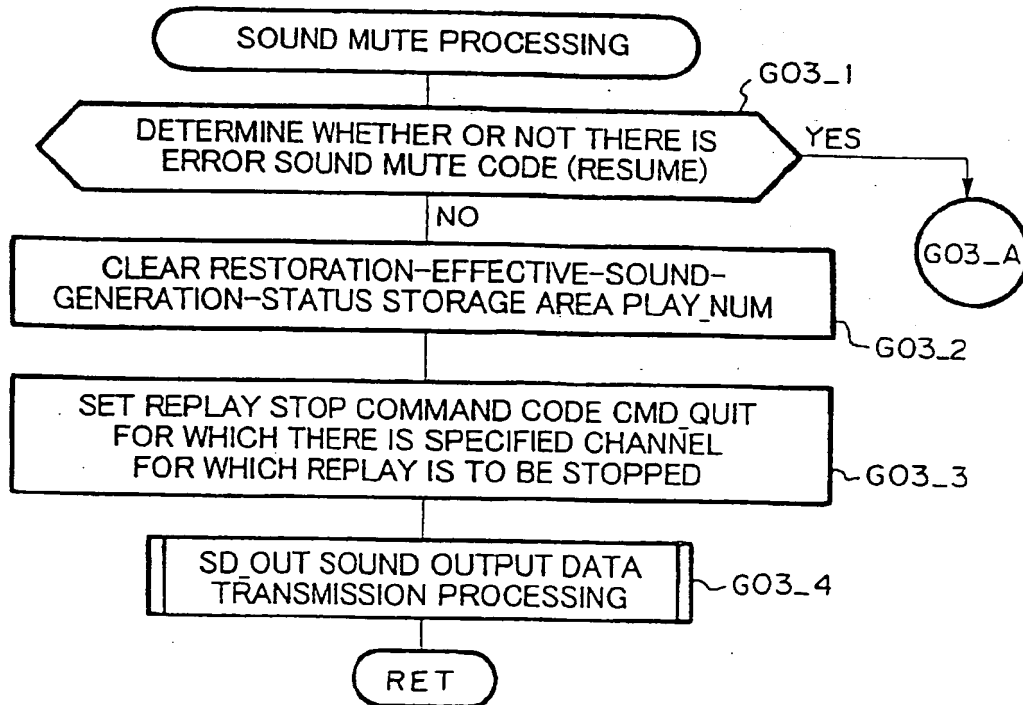 SOUND MUTE PROCESSING
G03_1
DETERMINE WHETHER OR NOT THERE IS
ERROR SOUND MUTE CODE (RESUME)
YES
NO
G03_A
CLEAR RESTORATION-EFFECTIVE-SOUND-
GENERATION-STATUS STORAGE AREA PLAY_NUM
G03_2
SET REPLAY STOP COMMAND CODE CMD_QUIT
FOR WHICH THERE IS SPECIFIED CHANNEL
FOR WHICH REPLAY IS TO BE STOPPED
G03_3
SD_OUT SOUND OUTPUT DATA
TRANSMISSION PROCESSING
G03_4
RET